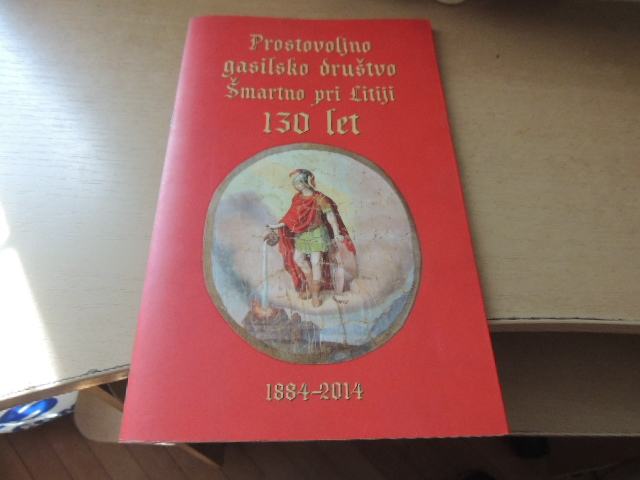 Prostovoljno
gasilsko društvo
Šmartno pri Litiji
130 let
1884-2014